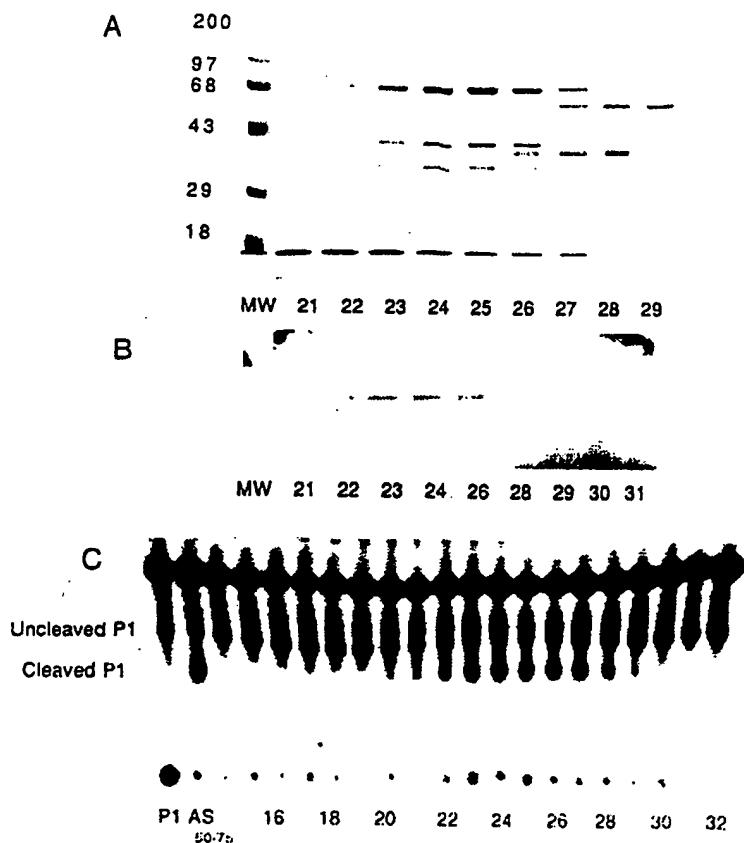 A
200
97
68
43
29
18
MW 21 22 23 24 25 26 27 28 29
B
MW 21 22 23 24 26 28 29 30 31
C
Uncleaved P1
Cleaved P1
P1 AS 16 18 20 22 24 26 28 30 32
50-75